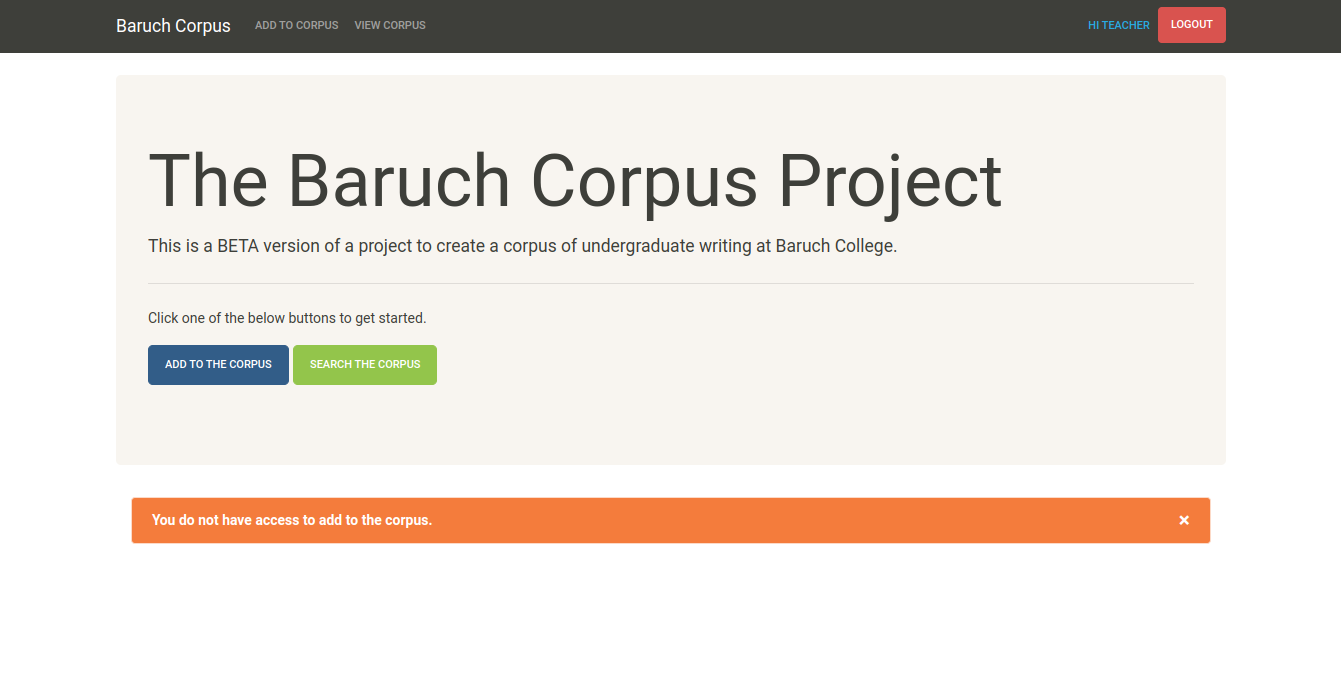 Baruch Corpus ADD TO CORPUS VIEW CORPUS HI TEACHER LOGOUT
The Baruch Corpus Project
This is a BETA version of a project to create a corpus of undergraduate writing at Baruch College.
Click one of the below buttons to get started.
ADD TO THE CORPUS SEARCH THE CORPUS
You do not have access to add to the corpus. ×